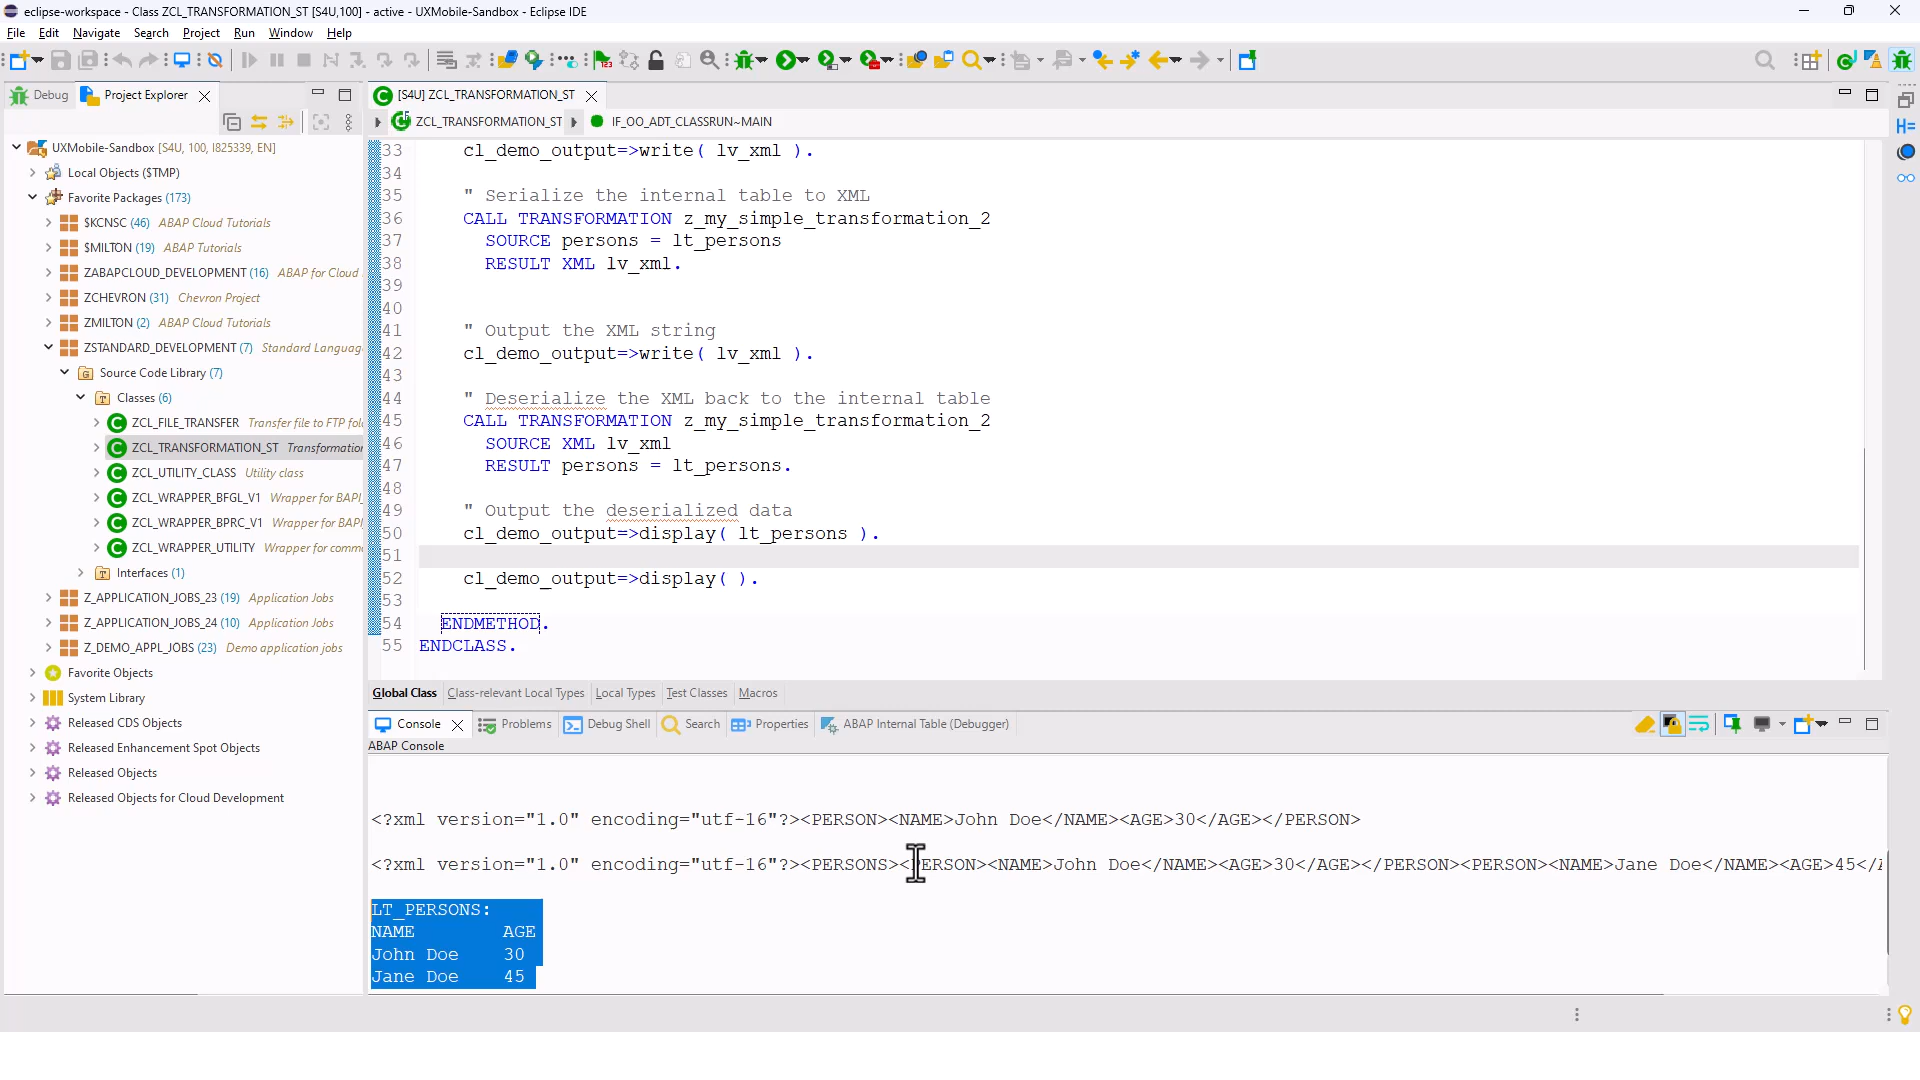 eclipse-workspace - Class ZCL_TRANSFORMATION_ST [S4U,100] - active - UXMobile-Sandbox - Eclipse IDE
File Edit Navigate Search Project Run Window Help
Debug Project Explorer
UXMobile-Sandbox [S4U, 100, I825339, EN]
Local Objects ($TMP)
Favorite Packages (173)
$KCNSC (46) ABAP Cloud Tutorials
$MILTON (19) ABAP Tutorials
ZABAPCLOUD_DEVELOPMENT (16) ABAP for Cloud
ZCHEVRON (31) Chevron Project
ZMILTON (2) ABAP Cloud Tutorials
ZSTANDARD_DEVELOPMENT (7) Standard Language
Source Code Library (7)
Classes (6)
ZCL_FILE_TRANSFER Transfer file to FTP fol
ZCL_TRANSFORMATION_ST Transformation
ZCL_UTILITY_CLASS Utility class
ZCL_WRAPPER_BFGL_V1 Wrapper for BAPI
ZCL_WRAPPER_BPRC_V1 Wrapper for BAPI
ZCL_WRAPPER_UTILITY Wrapper for comm
Interfaces (1)
Z_APPLICATION_JOBS_23 (19) Application Jobs
Z_APPLICATION_JOBS_24 (10) Application Jobs
Z_DEMO_APPL_JOBS (23) Demo application jobs
Favorite Objects
System Library
Released CDS Objects
Released Enhancement Spot Objects
Released Objects
Released Objects for Cloud Development
[S4U] ZCL_TRANSFORMATION_ST
ZCL_TRANSFORMATION_ST IF_OO_ADT_CLASSRUN~MAIN
33 cl_demo_output=>write( lv_xml ).
34
35 " Serialize the internal table to XML
36 CALL TRANSFORMATION z_my_simple_transformation_2
37 SOURCE persons = lt_persons
38 RESULT XML lv_xml.
39
40
41 " Output the XML string
42 cl_demo_output=>write( lv_xml ).
43
44 " Deserialize the XML back to the internal table
45 CALL TRANSFORMATION z_my_simple_transformation_2
46 SOURCE XML lv_xml
47 RESULT persons = lt_persons.
48
49 " Output the deserialized data
50 cl_demo_output=>display( lt_persons ).
51
52 cl_demo_output=>display( ).
53
54 ENDMETHOD.
55 ENDCLASS.
Global Class Class-relevant Local Types Local Types Test Classes Macros
Console Problems Debug Shell Search Properties ABAP Internal Table (Debugger)
ABAP Console
<?xml version="1.0" encoding="utf-16"?><PERSON><NAME>John Doe</NAME><AGE>30</AGE></PERSON>
<?xml version="1.0" encoding="utf-16"?><PERSONS><PERSON><NAME>John Doe</NAME><AGE>30</AGE></PERSON><PERSON><NAME>Jane Doe</NAME><AGE>45</
LT_PERSONS:
NAME AGE
John Doe 30
Jane Doe 45